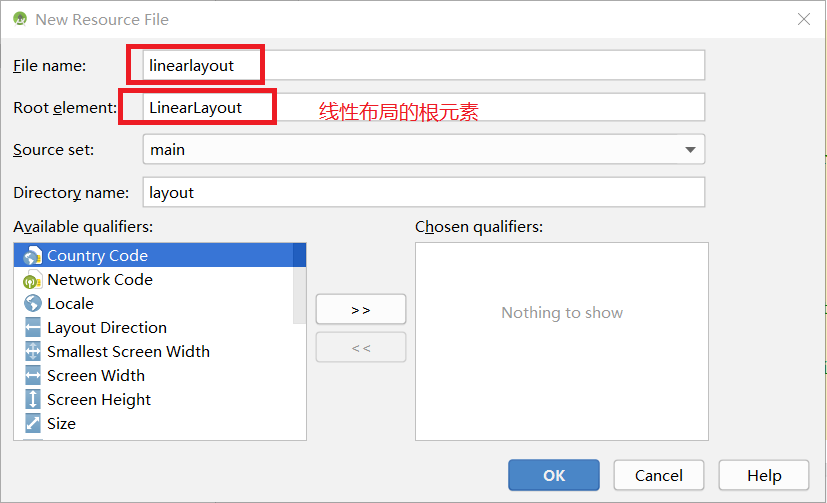 New Resource File
File name: linearlayout
Root element: LinearLayout 线性布局的根元素
Source set: main
Directory name: layout
Available qualifiers: Chosen qualifiers:
Country Code
Network Code
Locale
Layout Direction
Smallest Screen Width
Screen Width
Screen Height
Size
>>
<<
Nothing to show
OK Cancel Help